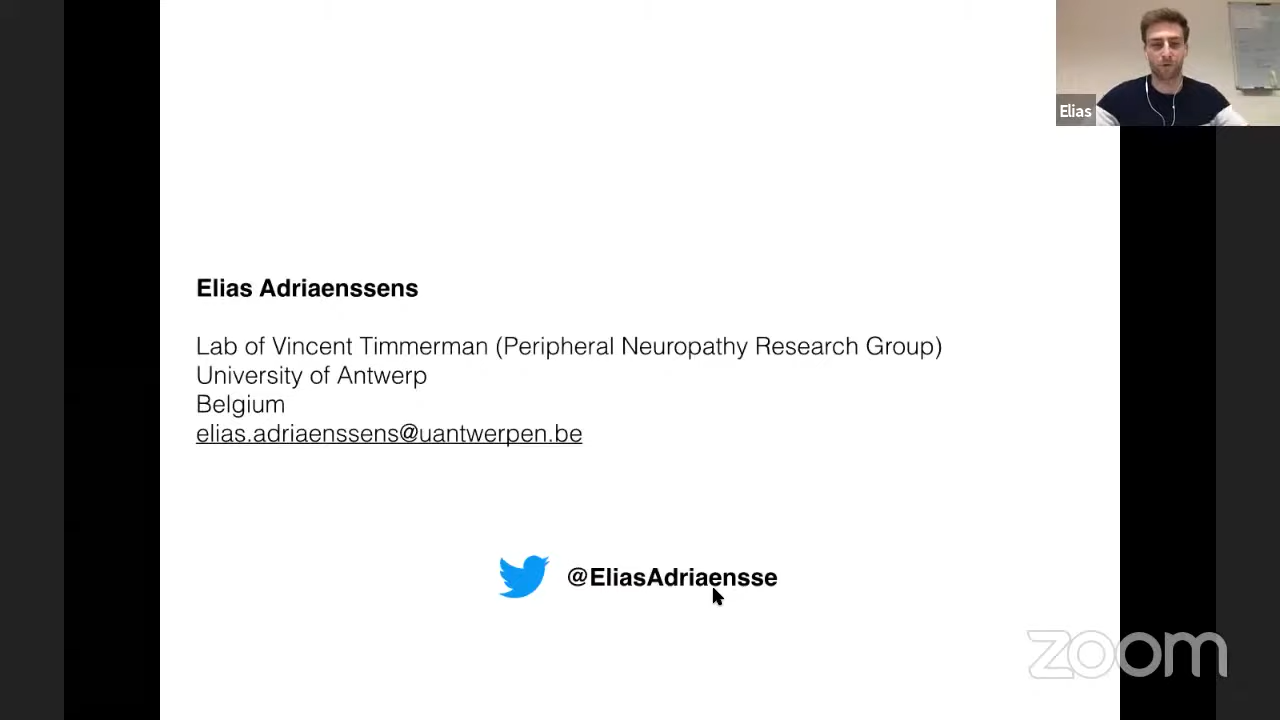 Elias
Elias Adriaenssens
Lab of Vincent Timmerman (Peripheral Neuropathy Research Group)
University of Antwerp
Belgium
elias.adriaenssens@uantwerpen.be
@EliasAdriaensse
zoom